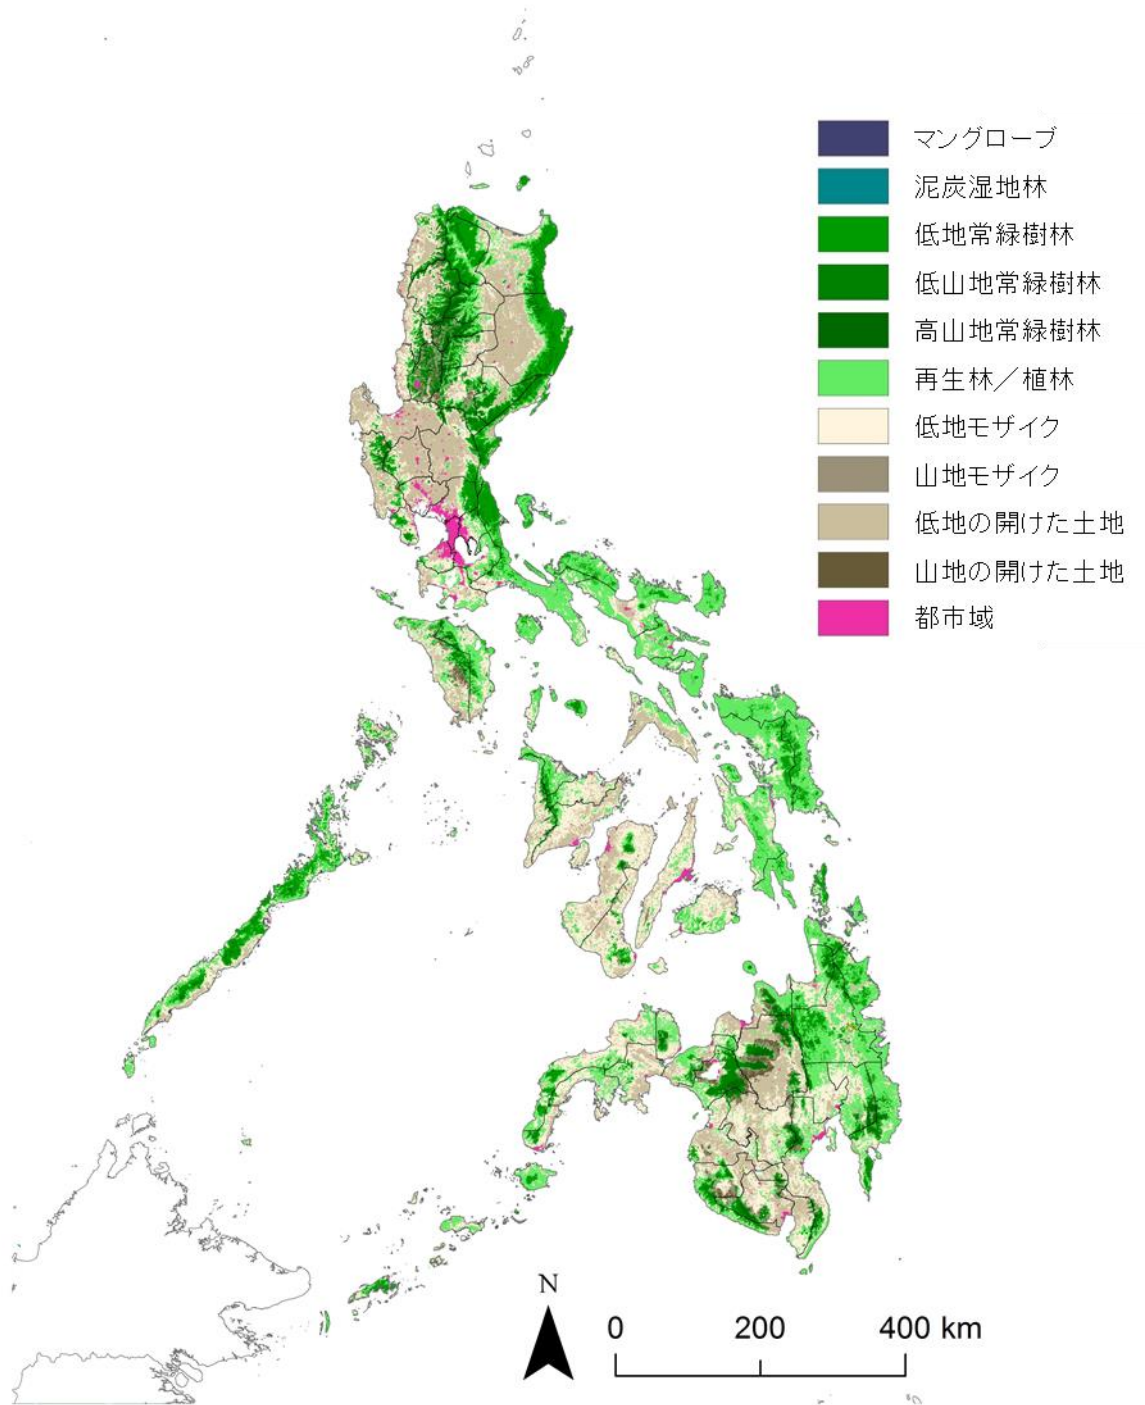 マングローブ
泥炭湿地林
低地常緑樹林
低山地常緑樹林
高山地常緑樹林
再生林／植林
低地モザイク
山地モザイク
低地の開けた土地
山地の開けた土地
都市域
N
0 200 400 km